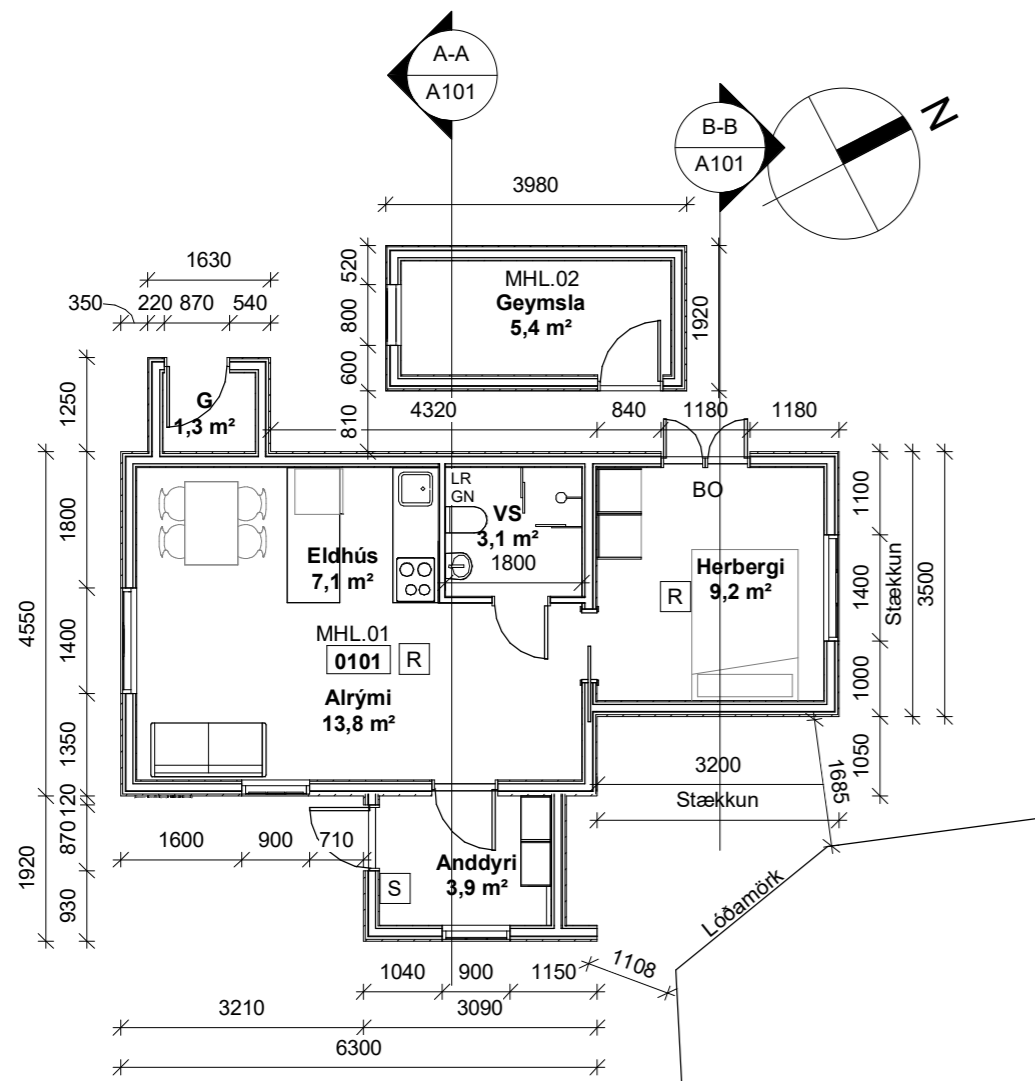 A-A
A101
B-B
A101
N
3980
1630
350
220
870
540
520
800
600
810
MHL.02
Geymsla
5,4 m²
1920
1250
G
1,3 m²
4320
840
1180
1180
LR
GN
VS
3,1 m²
1800
BO
Eldhús
7,1 m²
Herbergi
9,2 m²
R
1100
1400
1000
1050
Stækkun
3500
4550
1800
1400
1350
MHL.01
0101
R
Alrými
13,8 m²
3200
Stækkun
1685
120
870
930
1920
1600
900
710
Anddyri
3,9 m²
S
Lóðamörk
1108
1040
900
1150
3210
3090
6300